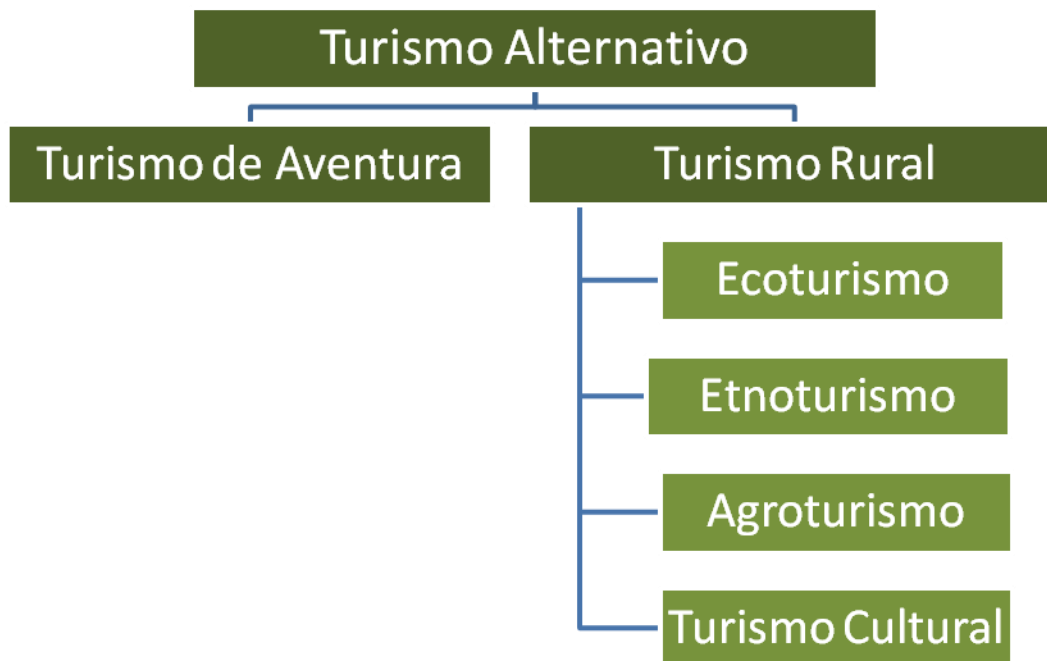 Turismo Alternativo
Turismo de Aventura
Turismo Rural
Ecoturismo
Etnoturismo
Agroturismo
Turismo Cultural